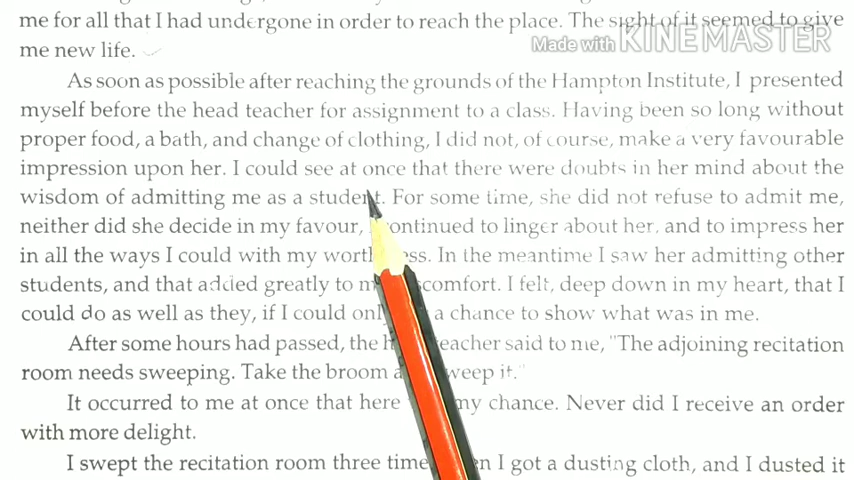 me for all that I had undergone in order to reach the place. The sight of it seemed to give
Made with KINEMASTER
me new life.
As soon as possible after reaching the grounds of the Hampton Institute, I presented
myself before the head teacher for assignment to a class. Having been so long without
proper food, a bath, and change of clothing, I did not, of course, make a very favourable
impression upon her. I could see at once that there were doubts in her mind about the
wisdom of admitting me as a student. For some time, she did not refuse to admit me,
neither did she decide in my favour, continued to linger about her, and to impress her
in all the ways I could with my In the meantime I saw her admitting other
students, and that added greatly to I felt, deep down in my heart, that I
could do as well as they, if I could a chance to show what was in me.
After some hours had passed, the teacher said to me, "The adjoining recitation
room needs sweeping. Take the broom sweep it."
It occurred to me at once that here my chance. Never did I receive an order
with more delight.
I swept the recitation room three I got a dusting cloth, and I dusted it